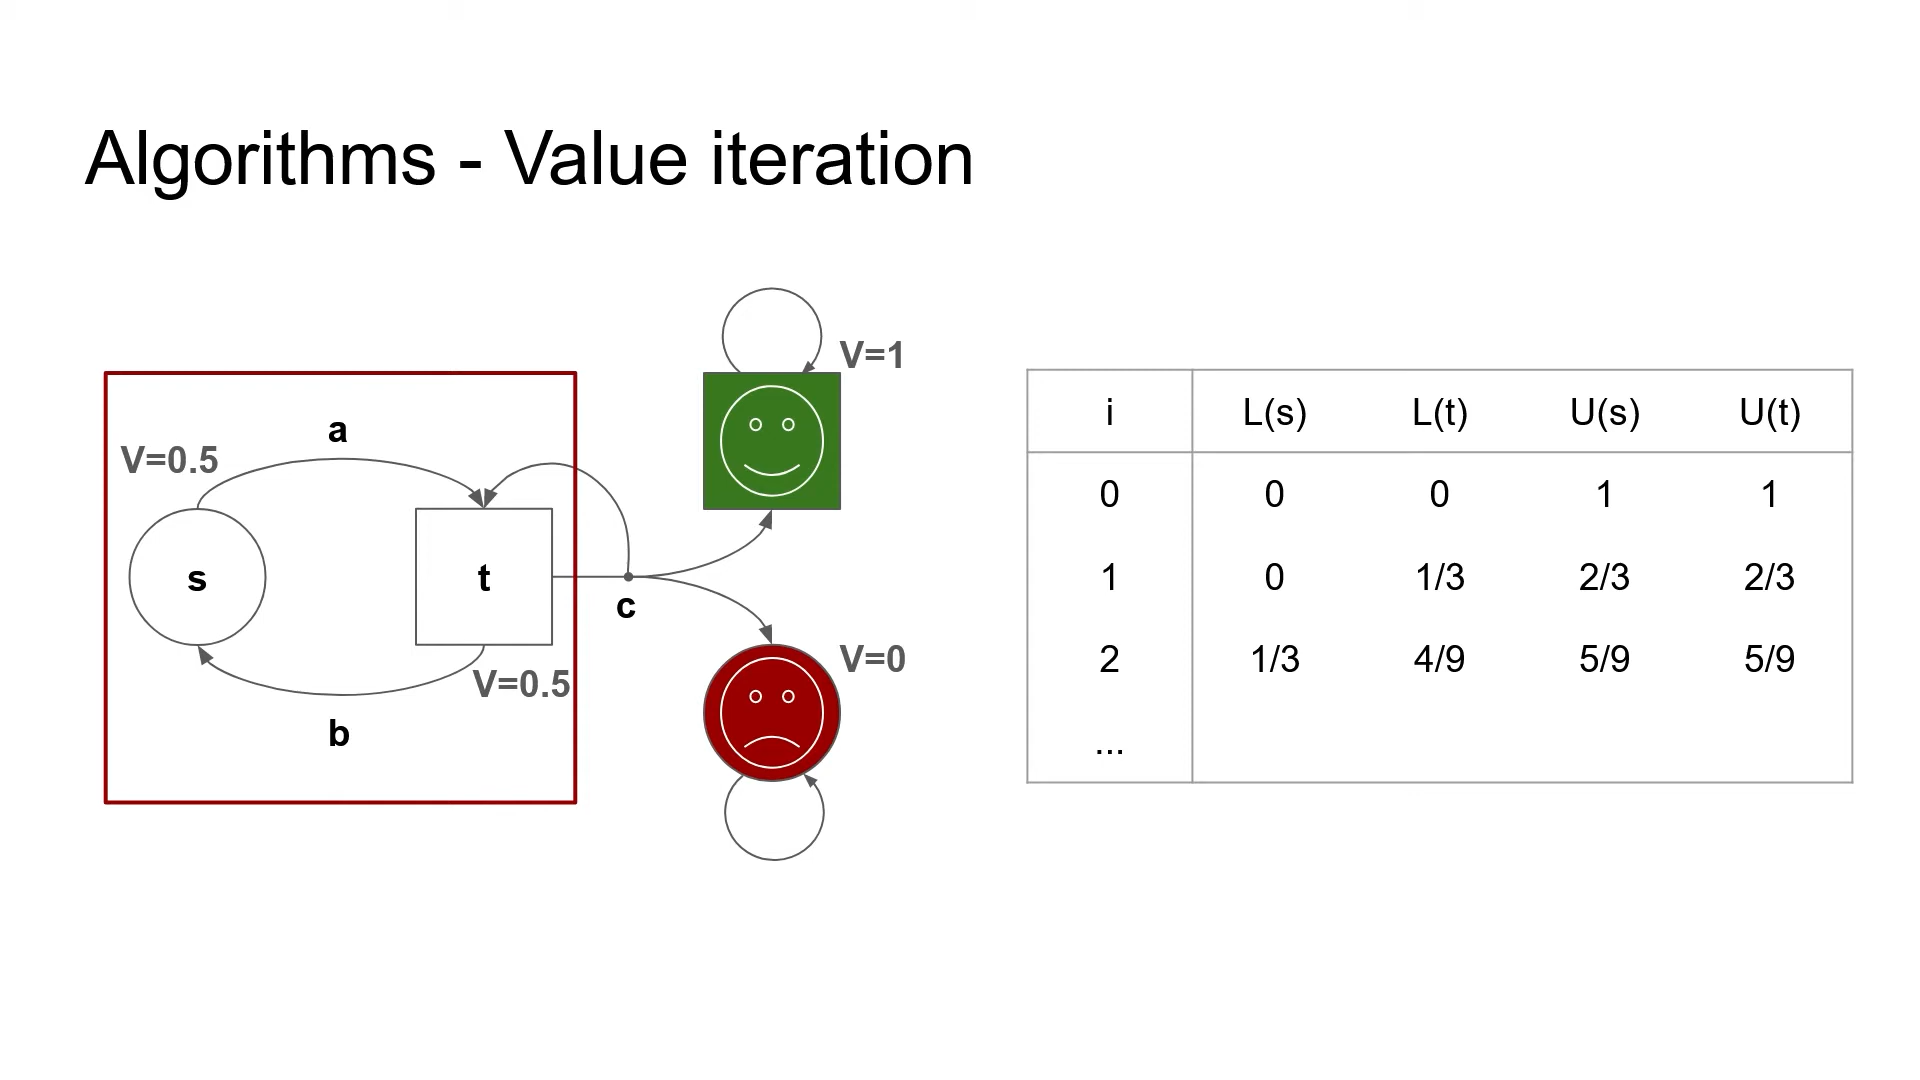 Algorithms - Value iteration
V=1
a
V=0.5
s
t
c
V=0
V=0.5
b
i L(s) L(t) U(s) U(t)
0 0 0 1 1
1 0 1/3 2/3 2/3
2 1/3 4/9 5/9 5/9
...